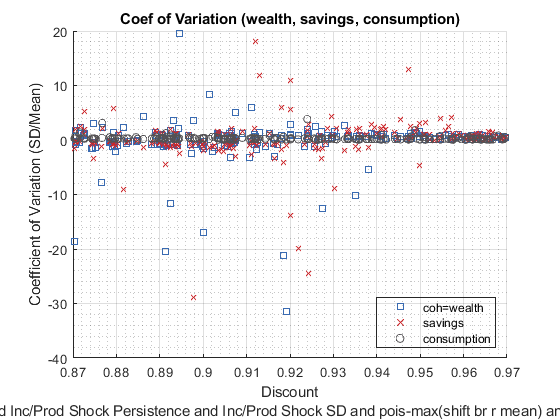 Coef of Variation (wealth, savings, consumption)
20
10
0
-10
-20
-30
-40
Coefficient of Variation (SD/Mean)
coh=wealth
savings
consumption
0.87 0.88 0.89 0.9 0.91 0.92 0.93 0.94 0.95 0.96 0.97
Discount
d Inc/Prod Shock Persistence and Inc/Prod Shock SD and pois-max(shift br r mean) an